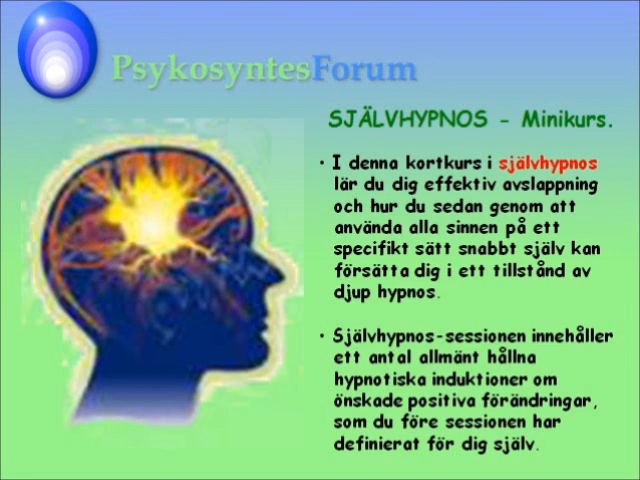 PsykosyntesForum
SJÄLVHYPNOS - Minikurs.
• I denna kortkurs i självhypnos
lär du dig effektiv avslappning
och hur du sedan genom att
använda alla sinnen på ett
specifikt sätt snabbt själv kan
försätta dig i ett tillstånd av
djup hypnos.
• Självhypnos-sessionen innehåller
ett antal allmänt hållna
hypnotiska induktioner om
önskade positiva förändringar,
som du före sessionen har
definierat för dig själv.